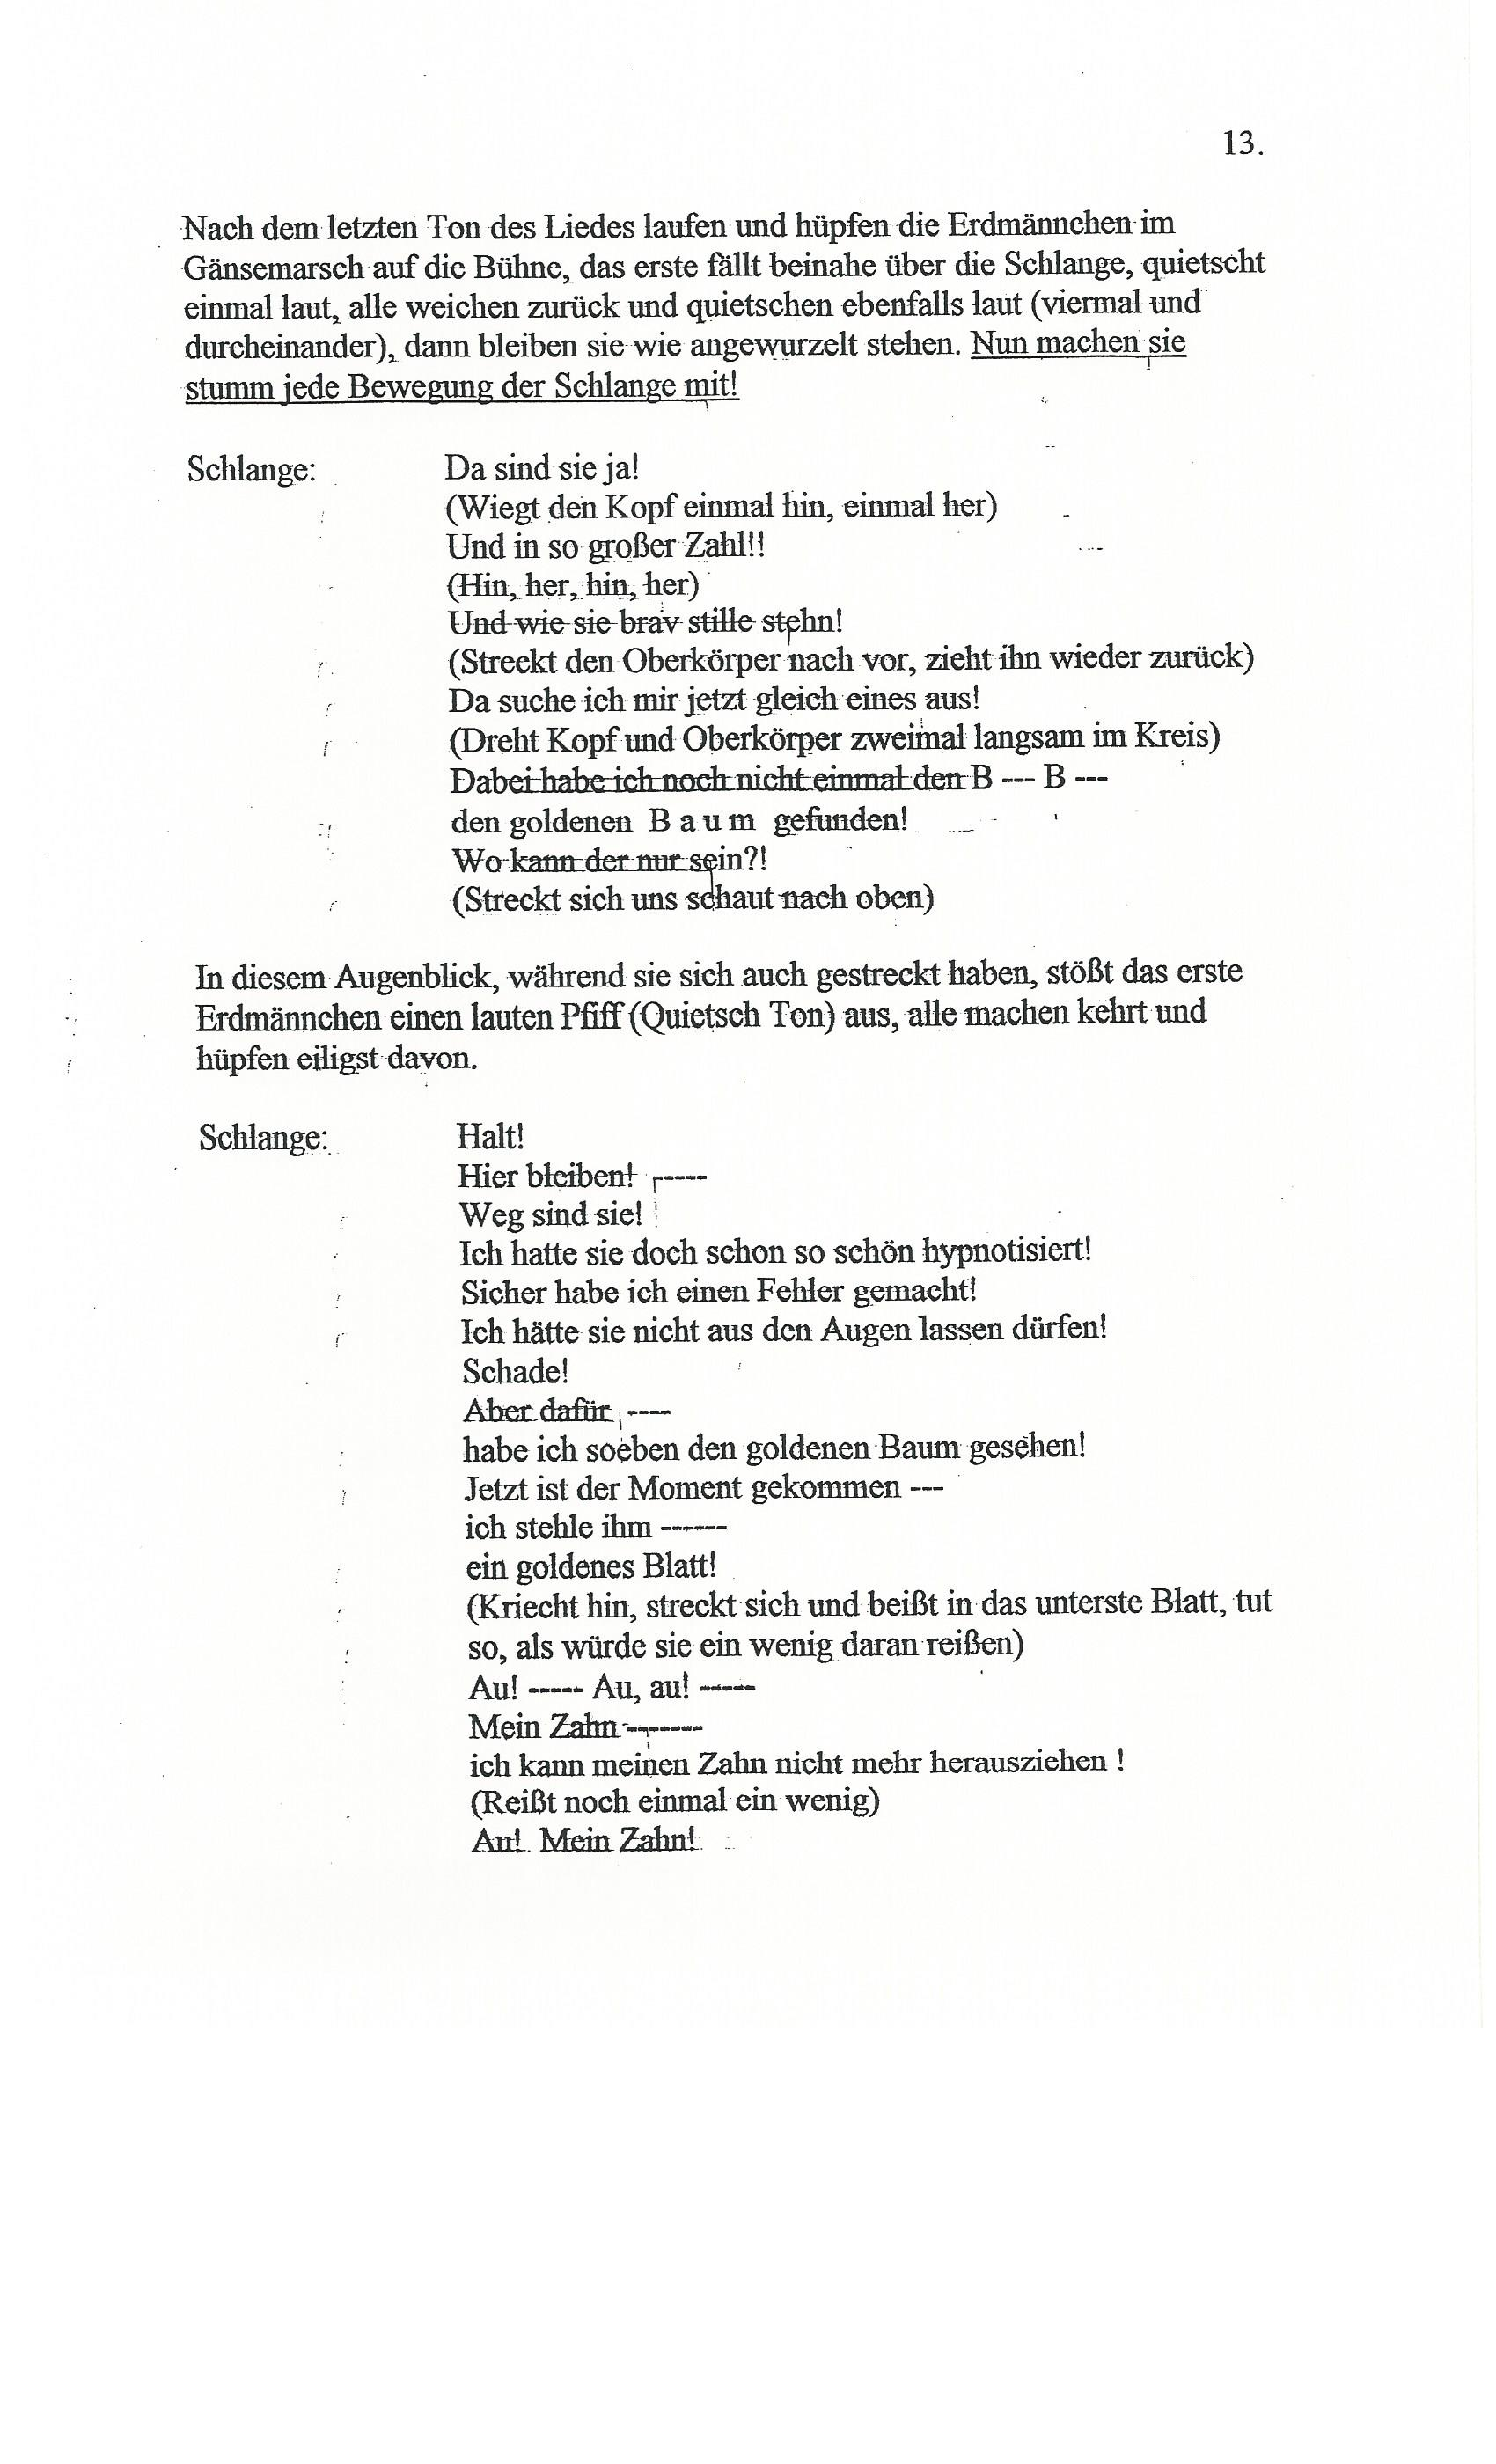 13.
Nach dem letzten Ton des Liedes laufen und hüpfen die Erdmännchen im
Gänsemarsch auf die Bühne, das erste fällt beinahe über die Schlange, quietscht
einmal laut, alle weichen zurück und quietschen ebenfalls laut (viermal und
durcheinander), dann bleiben sie wie angewurzelt stehen. Nun machen sie
stumm jede Bewegung der Schlange mit!
Schlange: Da sind sie ja!
(Wiegt den Kopf einmal hin, einmal her)
Und in so großer Zahl!!
(Hin, her, hin, her)
Und wie sie brav stille stehn!
(Streckt den Oberkörper nach vor, zieht ihn wieder zurück)
Da suche ich mir jetzt gleich eines aus!
(Dreht Kopf und Oberkörper zweimal langsam im Kreis)
Dabei habe ich noch nicht einmal den B --- B ---
den goldenen B a u m gefunden!
Wo kann der nur sein?!
(Streckt sich uns schaut nach oben)
In diesem Augenblick, während sie sich auch gestreckt haben, stößt das erste
Erdmännchen einen lauten Pfiff (Quietsch Ton) aus, alle machen kehrt und
hüpfen eiligst davon.
Schlange: Halt!
Hier bleiben! -----
Weg sind sie!
Ich hatte sie doch schon so schön hypnotisiert!
Sicher habe ich einen Fehler gemacht!
Ich hätte sie nicht aus den Augen lassen dürfen!
Schade!
Aber dafür ----
habe ich soeben den goldenen Baum gesehen!
Jetzt ist der Moment gekommen ---
ich stehle ihm ------
ein goldenes Blatt!
(Kriecht hin, streckt sich und beißt in das unterste Blatt, tut
so, als würde sie ein wenig daran reißen)
Au! ----- Au, au! -----
Mein Zahn -------
ich kann meinen Zahn nicht mehr herausziehen !
(Reißt noch einmal ein wenig)
Au! Mein Zahn!